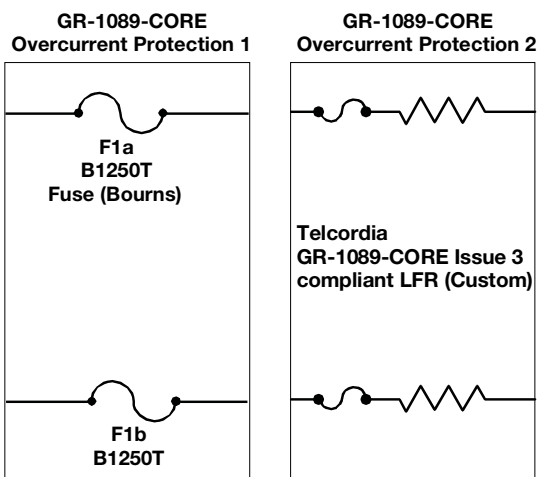 GR-1089-CORE
Overcurrent Protection 1
F1a
B1250T
Fuse (Bourns)
F1b
B1250T
GR-1089-CORE
Overcurrent Protection 2
Telcordia
GR-1089-CORE Issue 3
compliant LFR (Custom)